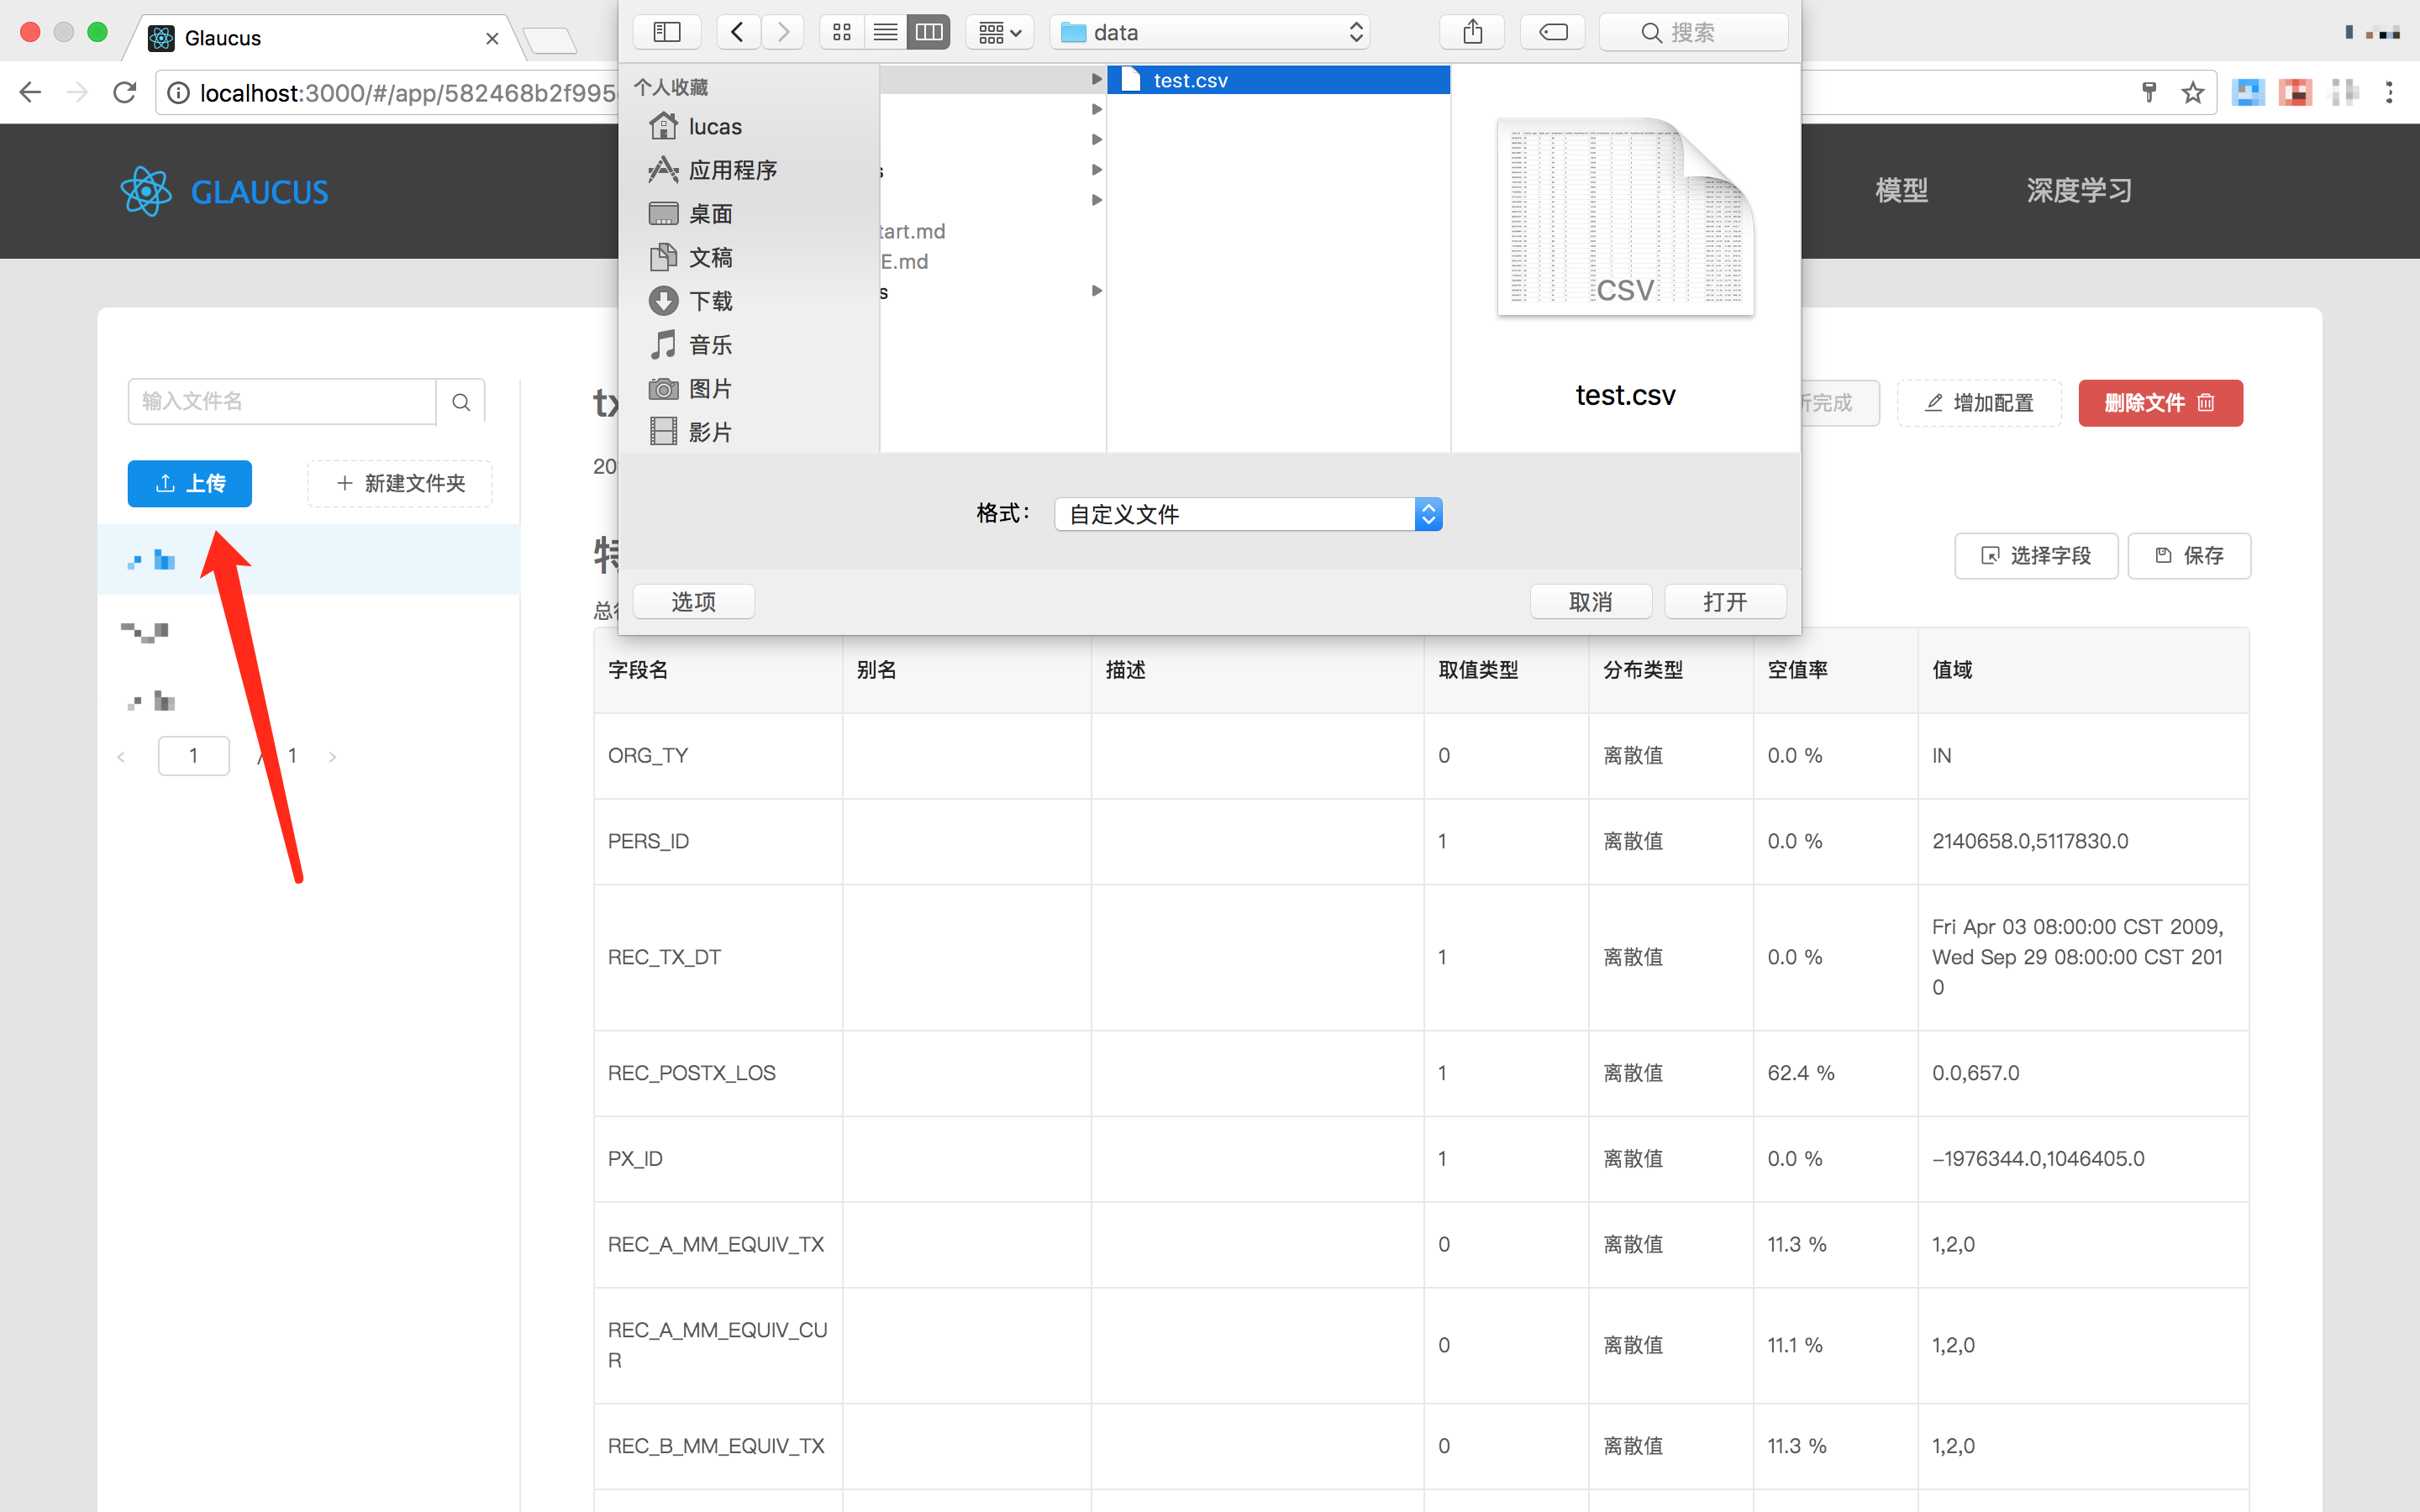 Glaucus
data
搜索
localhost:3000/#/app/582468b2f995
个人收藏
lucas
应用程序
桌面
文稿
下载
音乐
图片
影片
tart.md
E.md
s
test.csv
CSV
test.csv
格式：
自定义文件
选项
取消
打开
GLAUCUS
模型
深度学习
输入文件名
上传
新建文件夹
1 / 1
tx
完成
增加配置
删除文件
20
特
选择字段
保存
总
字段名 别名 描述 取值类型 分布类型 空值率 值域
ORG_TY 0 离散值 0.0 % IN
PERS_ID 1 离散值 0.0 % 2140658.0,5117830.0
REC_TX_DT 1 离散值 0.0 % Fri Apr 03 08:00:00 CST 2009,
Wed Sep 29 08:00:00 CST 201
0
REC_POSTX_LOS 1 离散值 62.4 % 0.0,657.0
PX_ID 1 离散值 0.0 % -1976344.0,1046405.0
REC_A_MM_EQUIV_TX 0 离散值 11.3 % 1,2,0
REC_A_MM_EQUIV_CU
R 0 离散值 11.1 % 1,2,0
REC_B_MM_EQUIV_TX 0 离散值 11.3 % 1,2,0